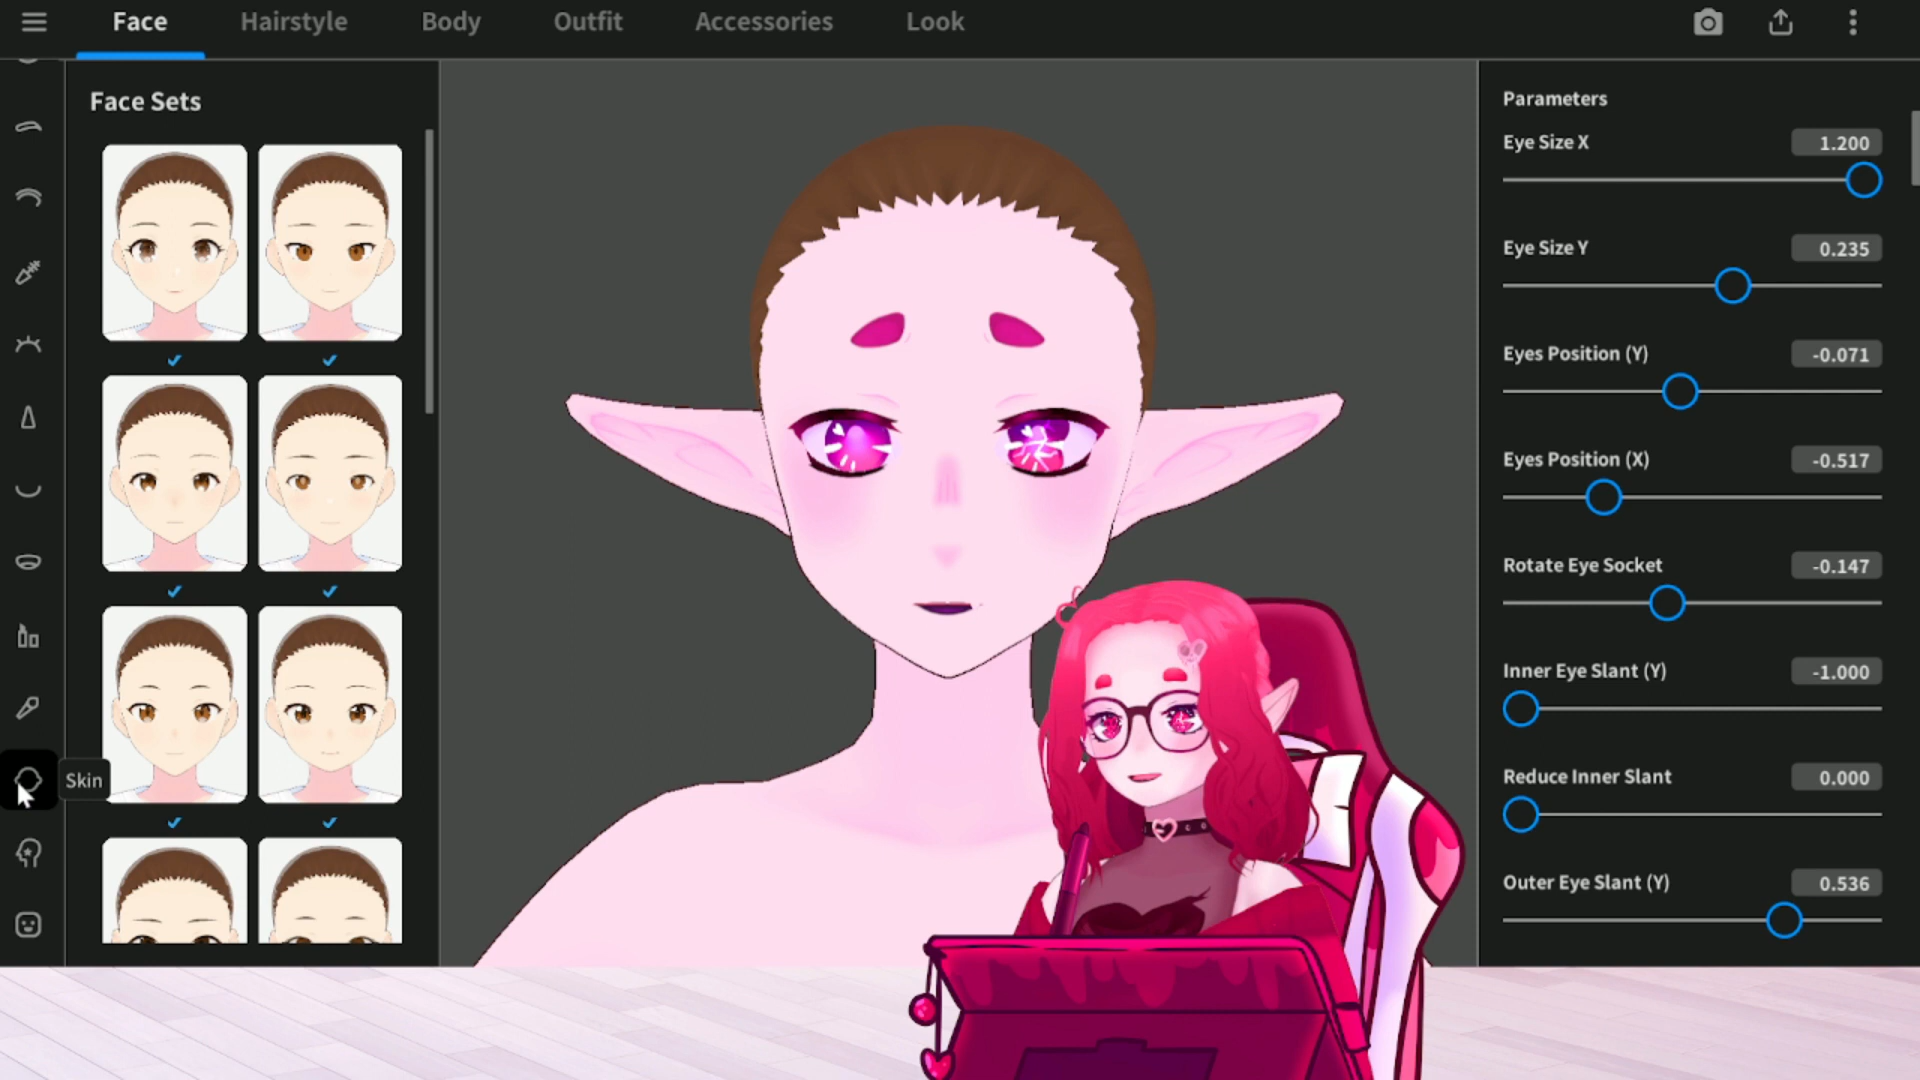 Face Hairstyle Body Outfit Accessories Look
Face Sets
Skin
Parameters
Eye Size X 1.200
Eye Size Y 0.235
Eyes Position (Y) -0.071
Eyes Position (X) -0.517
Rotate Eye Socket -0.147
Inner Eye Slant (Y) -1.000
Reduce Inner Slant 0.000
Outer Eye Slant (Y) 0.536